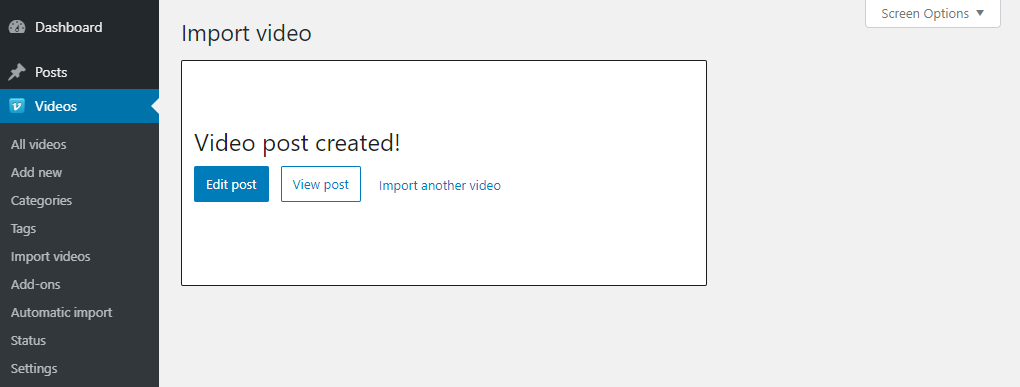 Dashboard
Posts
Videos
All videos
Add new
Categories
Tags
Import videos
Add-ons
Automatic import
Status
Settings
Screen Options
Import video
Video post created!
Edit post View post Import another video